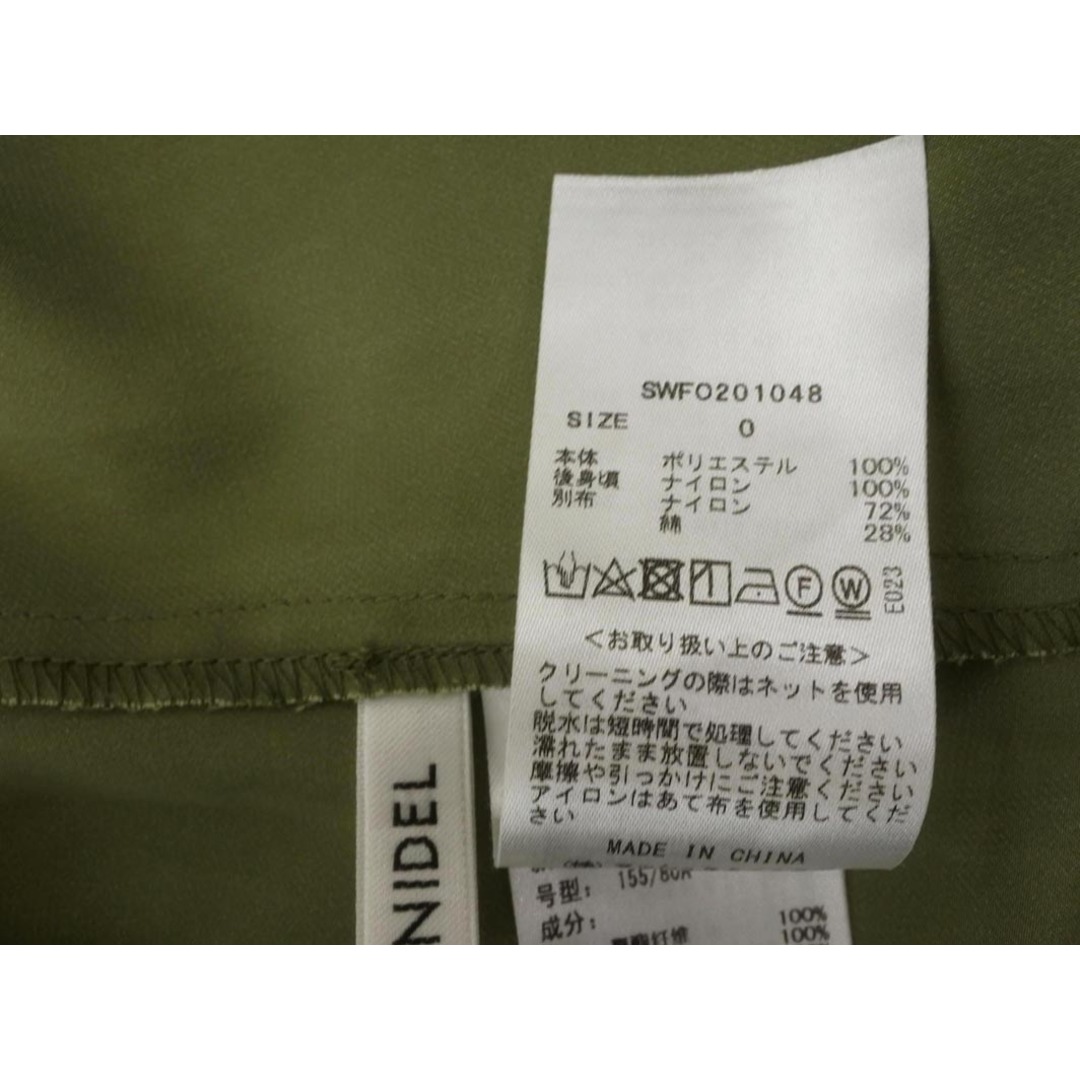 SWFO201048
SIZE 0
本体 ポリエステル 100%
後身頃 ナイロン 100%
別布 ナイロン 72%
綿 28%
F W E023
<お取り扱い上のご注意>
クリーニングの際はネットを使用
してください
脱水は短時間で処理してください
濡れたまま放置しないでください
摩擦や引っかけにご注意ください
アイロンはあて布を使用してくだ
さい
MADE IN CHINA
号型: 155/80A
成分: 100%
100%
NIDEL